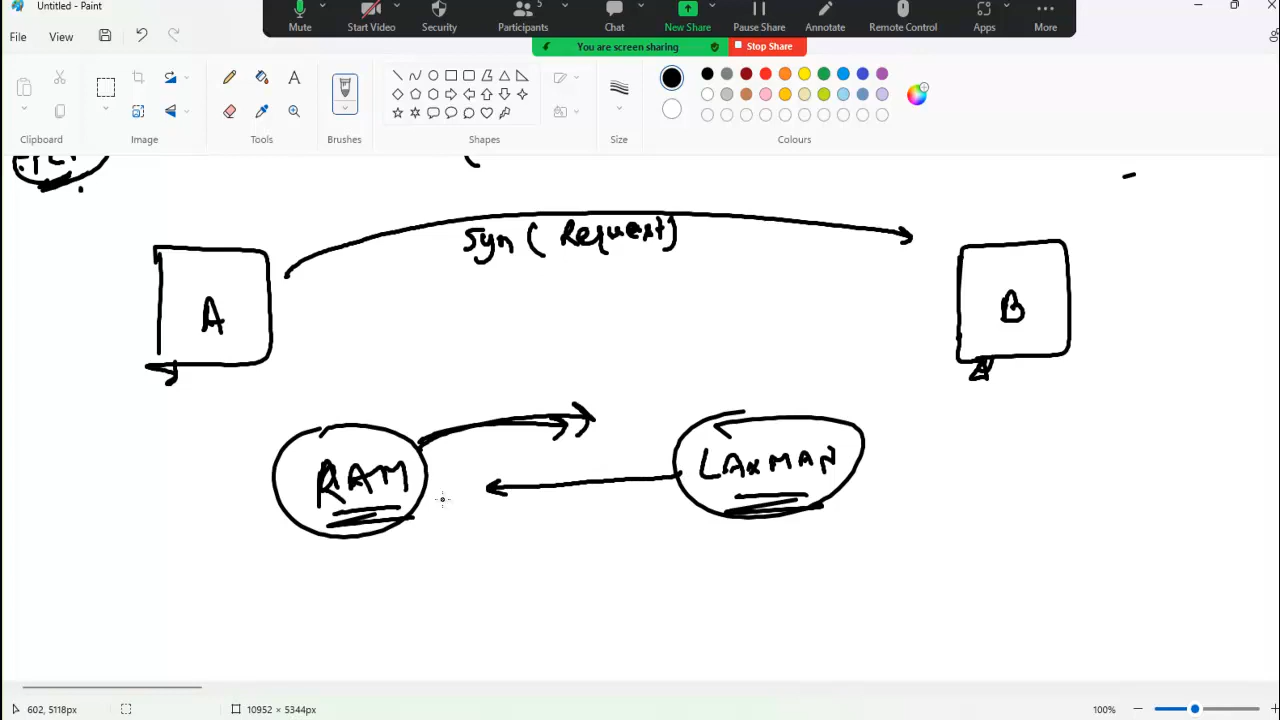 Untitled - Paint
Mute
Start Video
Security
5
Participants
Chat
New Share
Pause Share
Annotate
Remote Control
Apps
More
File
View
You are screen sharing
Stop Share
A
Clipboard
Image
Tools
Brushes
Shapes
Size
Colours
Syn ( Request)
A
B
RAM
LAXMAN
602, 5118px
10952 × 5344px
100%